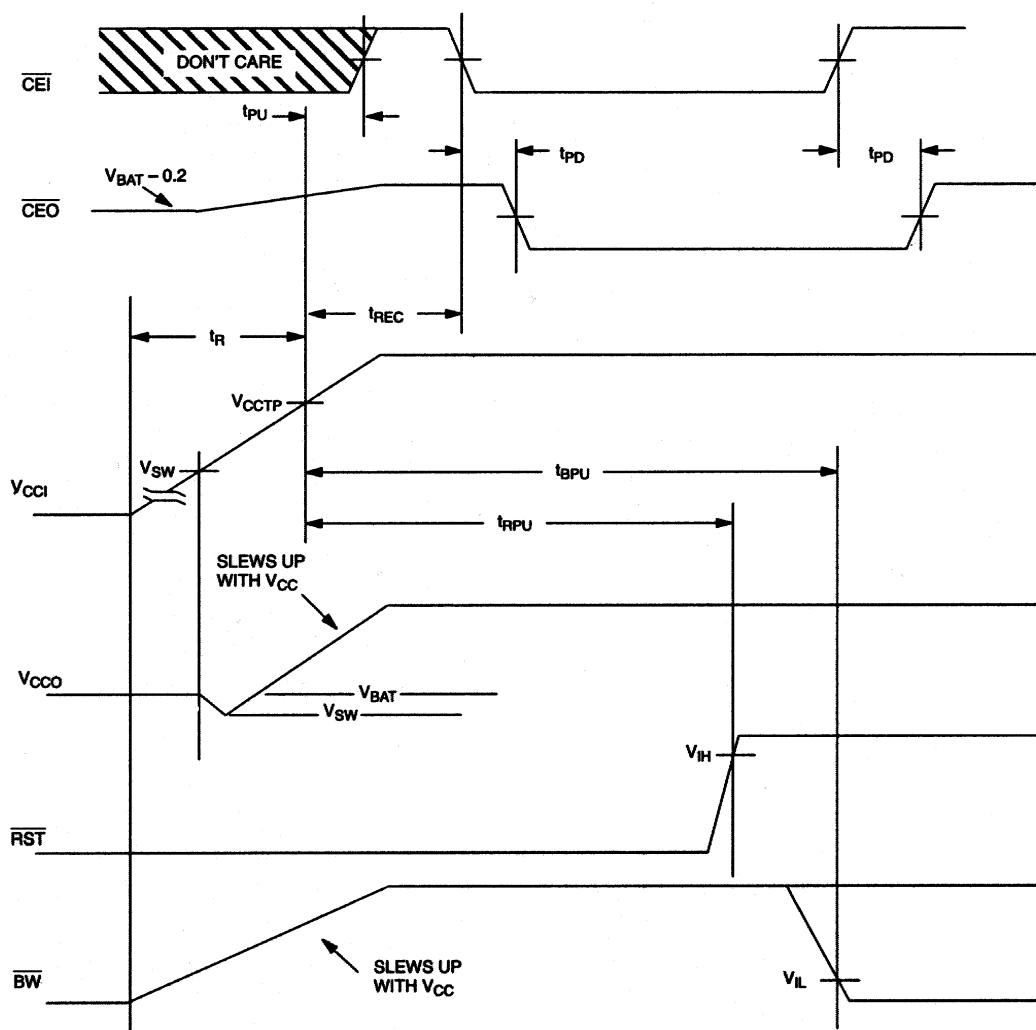 DON'T CARE
CEI
tPU
tPD
tPD
VBAT – 0.2
CEO
tREC
tR
VCCTP
VSW
tBPU
VCCI
tRPU
SLEWS UP
WITH VCC
VCCO
VBAT
VSW
VIH
RST
BW
SLEWS UP
WITH VCC
VIL